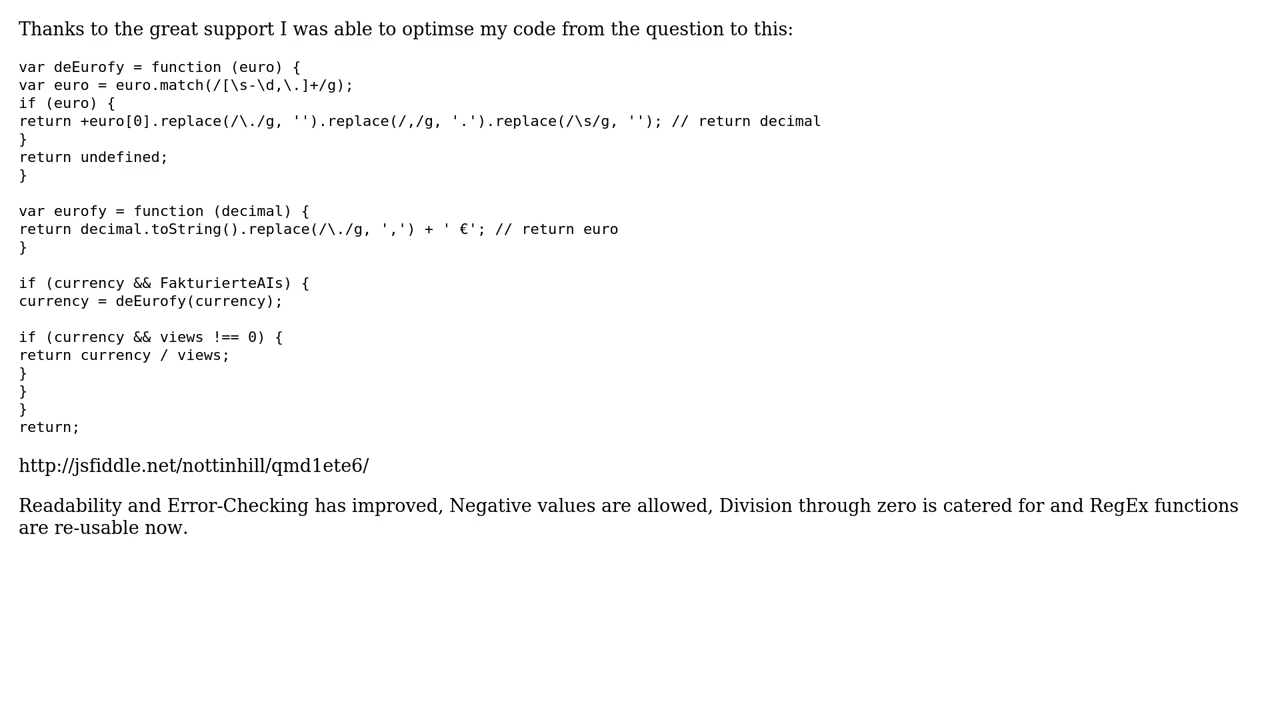 Thanks to the great support I was able to optimse my code from the question to this:
var deEurofy = function (euro) {
var euro = euro.match(/[\s-\d,\.]+/g);
if (euro) {
return +euro[0].replace(/\./g, '').replace(/,/g, '.').replace(/\s/g, ''); // return decimal
}
return undefined;
}
var eurofy = function (decimal) {
return decimal.toString().replace(/\./g, ',') + ' €'; // return euro
}
if (currency && FakturierteAIs) {
currency = deEurofy(currency);
if (currency && views !== 0) {
return currency / views;
}
}
}
return;
http://jsfiddle.net/nottinhill/qmd1ete6/
Readability and Error-Checking has improved, Negative values are allowed, Division through zero is catered for and RegEx functions
are re-usable now.